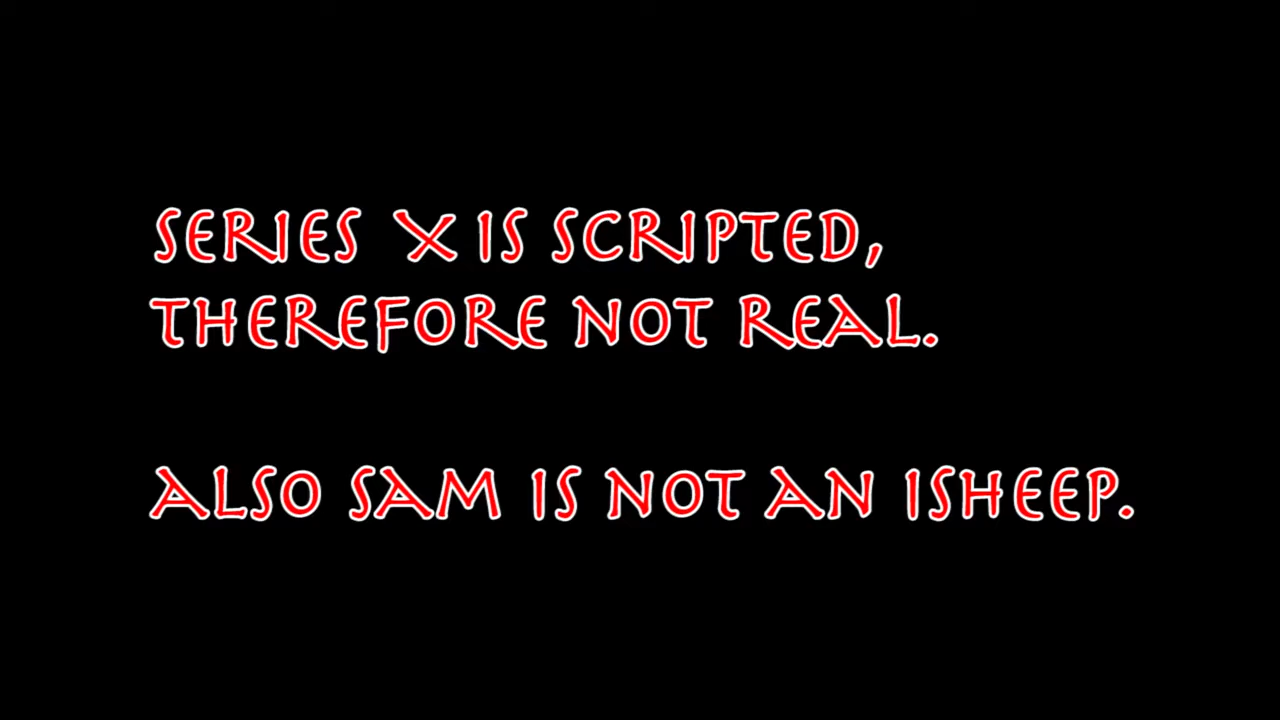 SERIES X IS SCRIPTED,
THEREFORE NOT REAL.
ALSO SAM IS NOT AN ISHEEP.